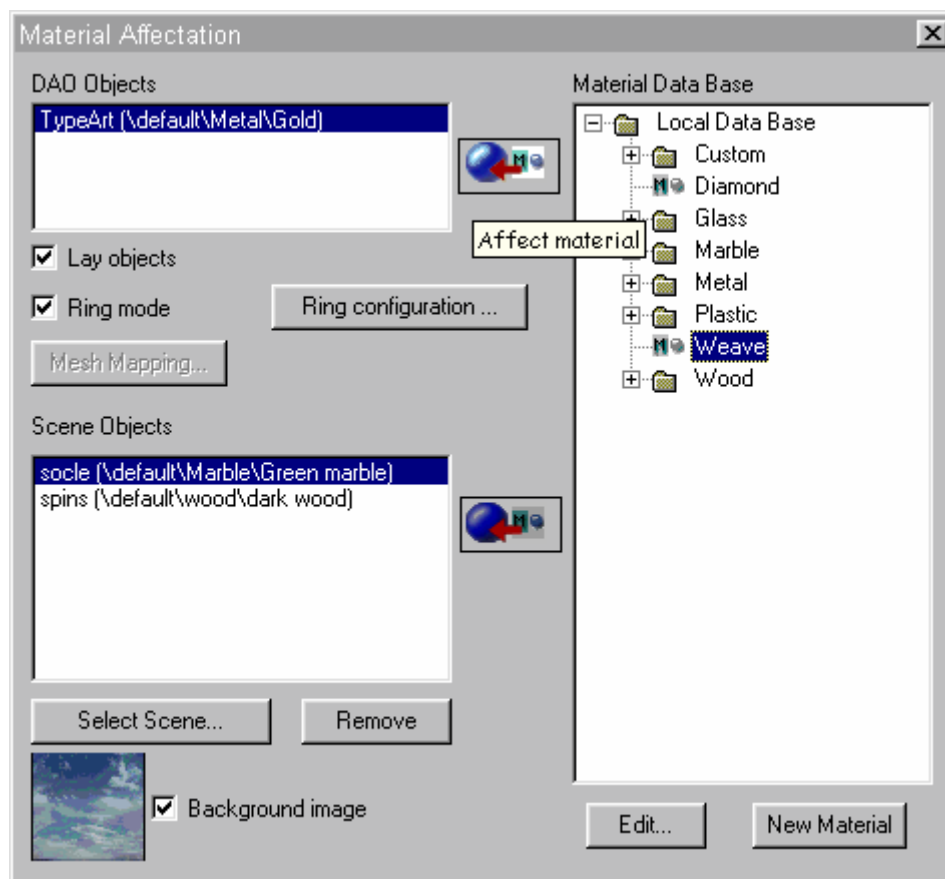 Material Affectation
DAO Objects
TypeArt (\default\Metal\Gold)
Affect material
Lay objects
Ring mode
Ring configuration ...
Mesh Mapping...
Scene Objects
socle (\default\Marble\Green marble)
spins (\default\wood\dark wood)
Select Scene...
Remove
Background image
Material Data Base
Local Data Base
Custom
M Diamond
Glass
Marble
Metal
Plastic
M Weave
Wood
Edit...
New Material